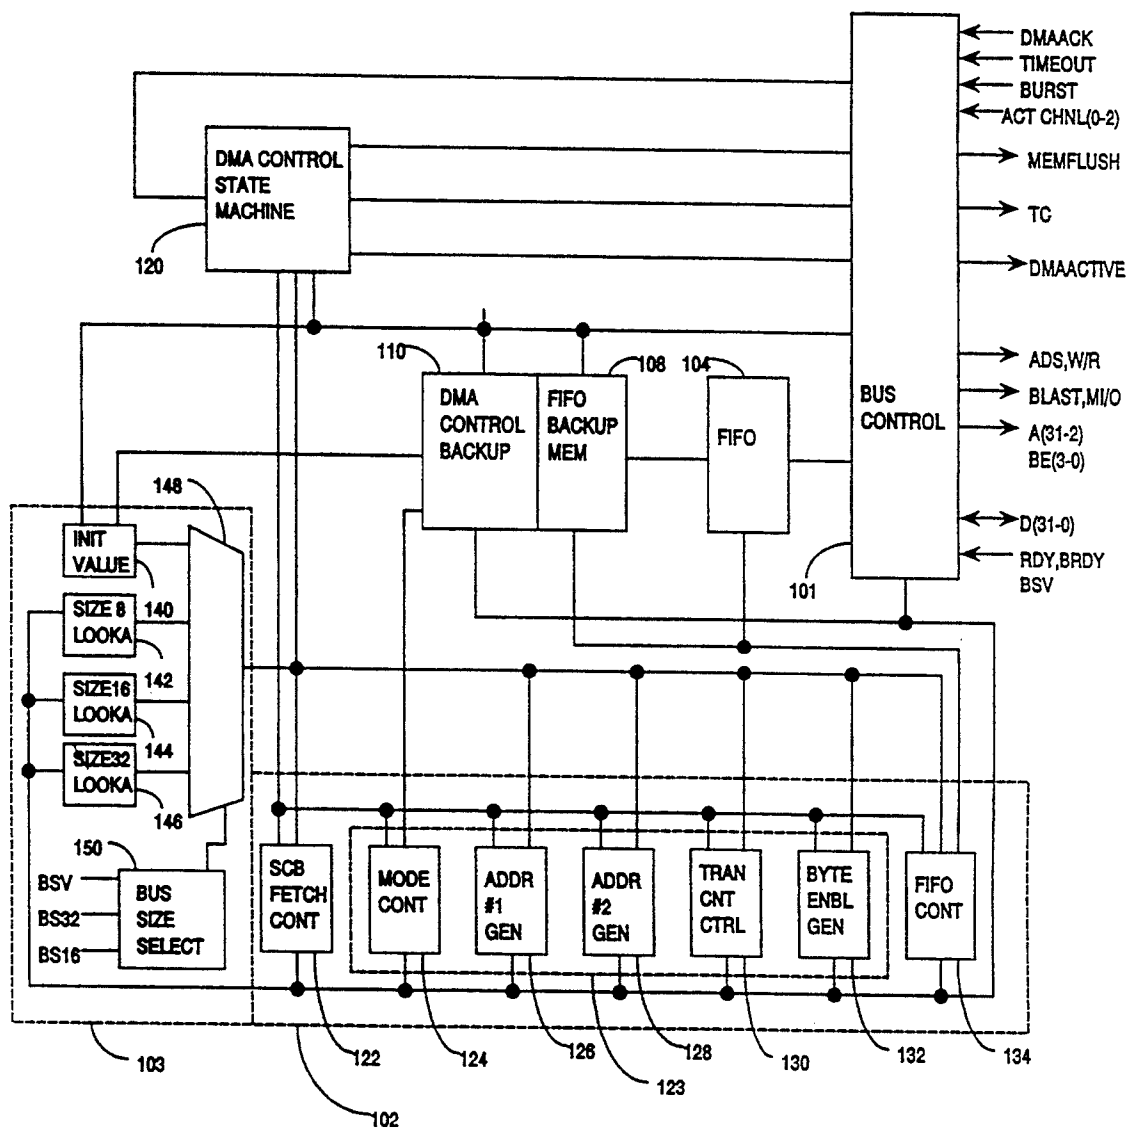 DMAACK
TIMEOUT
BURST
ACT CHNL(0-2)
MEMFLUSH
TC
DMAACTIVE
ADS,W/R
BLAST,MI/O
A(31-2)
BE(3-0)
D(31-0)
RDY,BRDY
BSV
DMA CONTROL
STATE
MACHINE
120
110
108
104
DMA
CONTROL
BACKUP
FIFO
BACKUP
MEM
FIFO
BUS
CONTROL
101
148
INIT
VALUE
140
SIZE 8
LOOKA
142
SIZE16
LOOKA
144
SIZE32
LOOKA
146
150
BSV
BS32
BS16
BUS
SIZE
SELECT
SCB
FETCH
CONT
MODE
CONT
ADDR
#1
GEN
ADDR
#2
GEN
TRAN
CNT
CTRL
BYTE
ENBL
GEN
FIFO
CONT
103
122
124
126
128
130
132
134
123
102